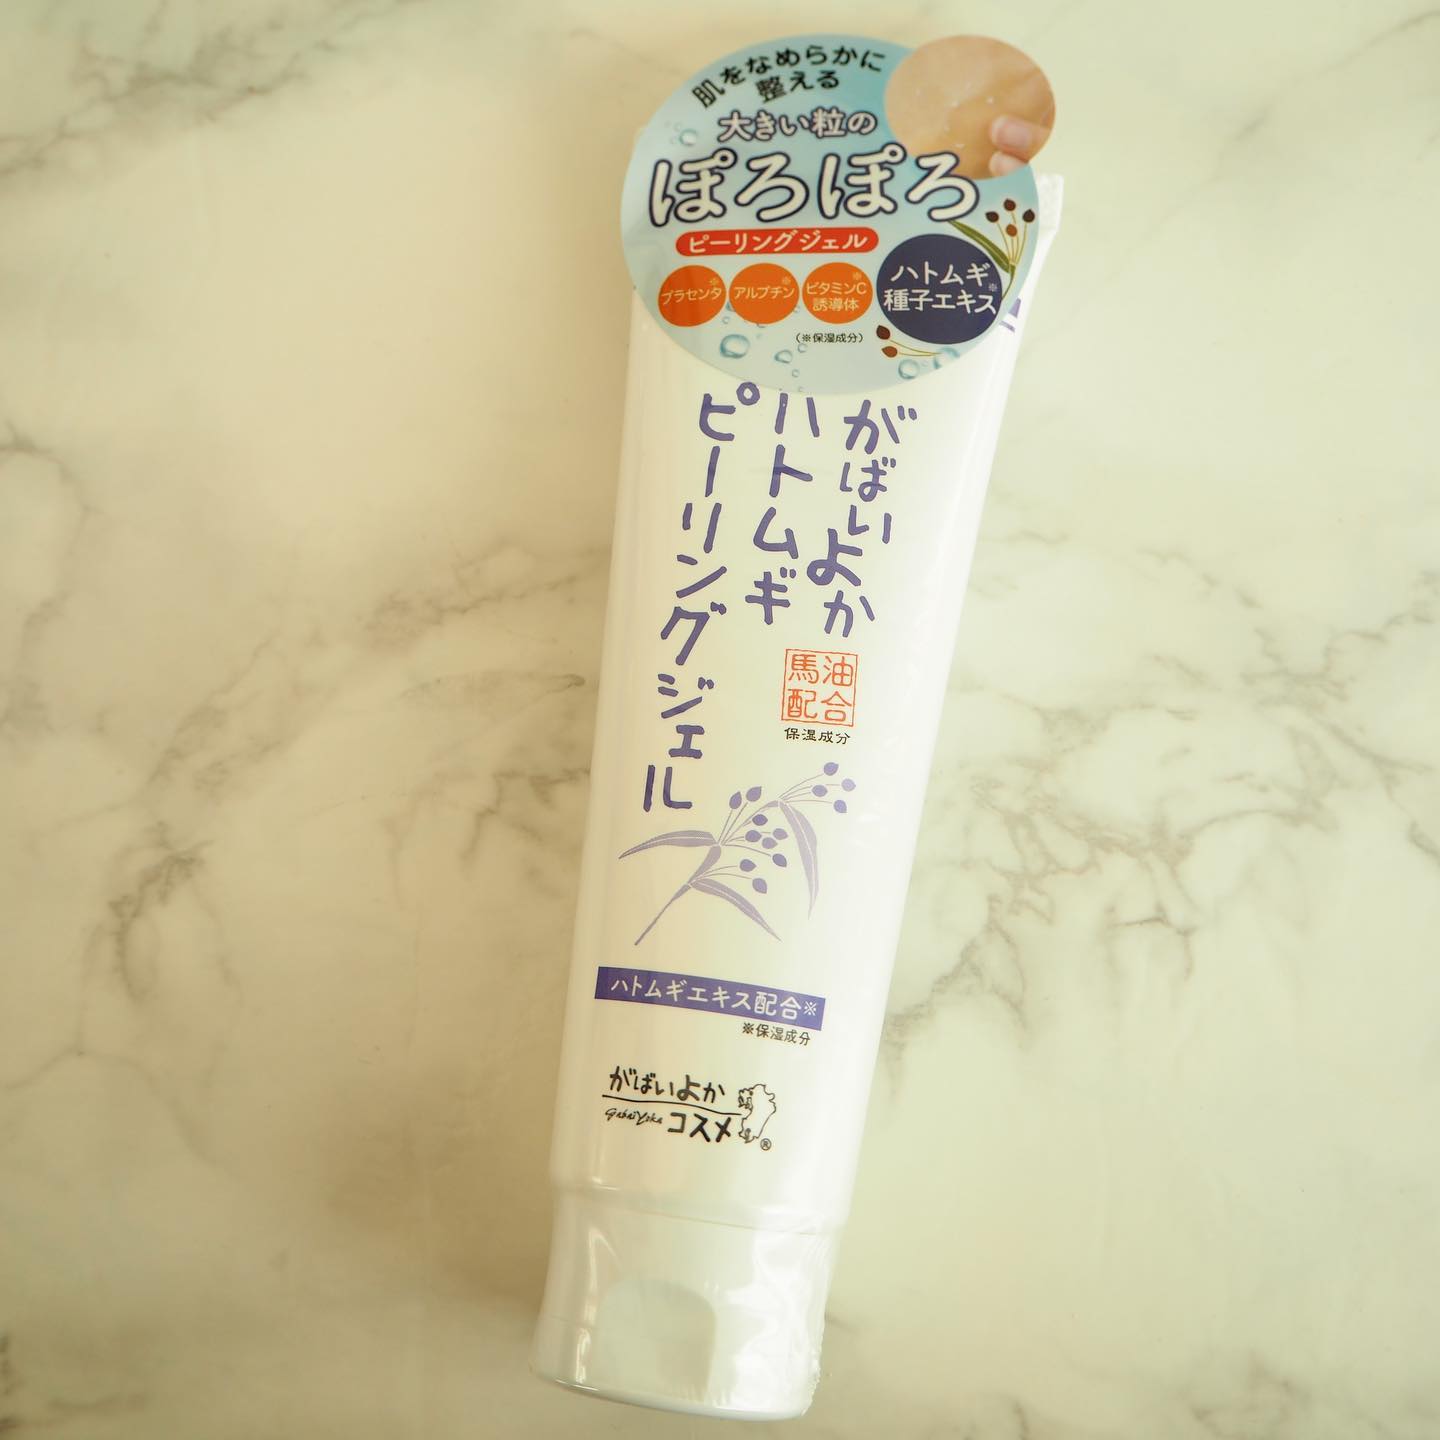 肌をなめらかに
整える
大きい粒の
ぽろぽろ
ピーリングジェル
プラセンタ※
アルブチン※
ビタミンC※
誘導体
ハトムギ
種子エキス※
(※保湿成分)
がばいよか
ハトムギ
ピーリングジェル
馬油
配合
保湿成分
ハトムギエキス配合※
※保湿成分
がばいよか
GabaiYoka コスメ
®